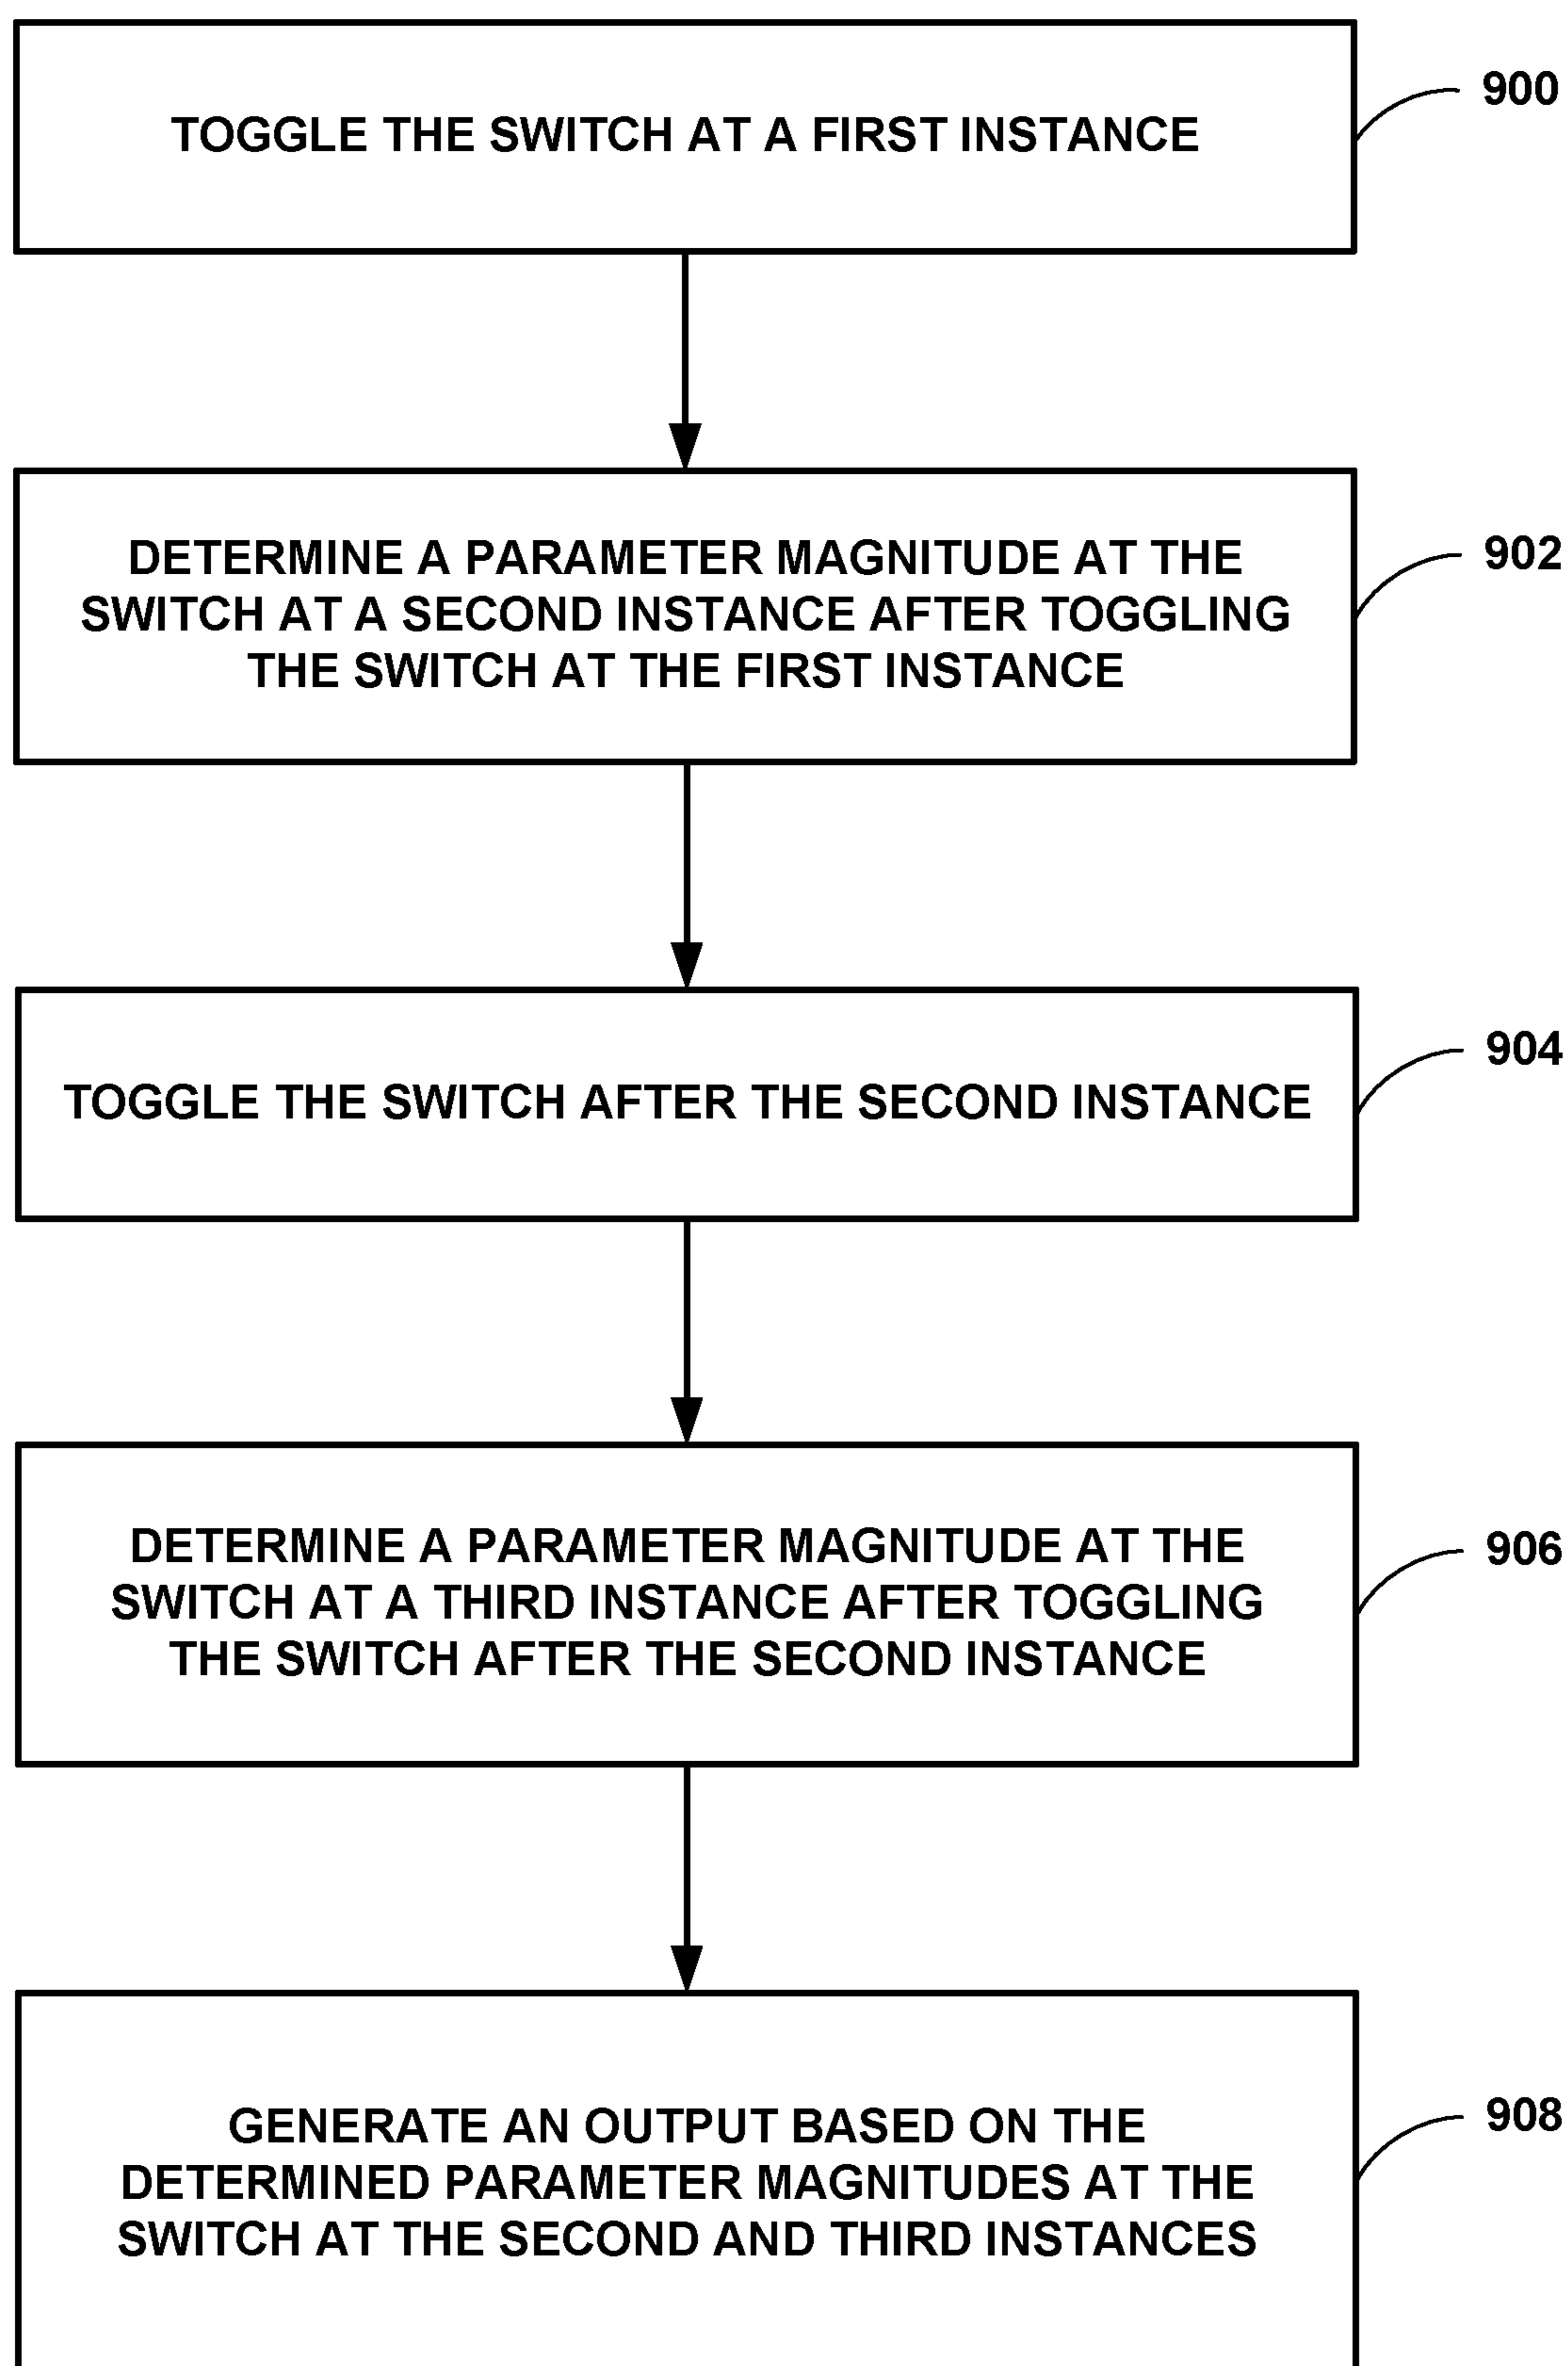 TOGGLE THE SWITCH AT A FIRST INSTANCE
900
DETERMINE A PARAMETER MAGNITUDE AT THE
SWITCH AT A SECOND INSTANCE AFTER TOGGLING
THE SWITCH AT THE FIRST INSTANCE
902
TOGGLE THE SWITCH AFTER THE SECOND INSTANCE
904
DETERMINE A PARAMETER MAGNITUDE AT THE
SWITCH AT A THIRD INSTANCE AFTER TOGGLING
THE SWITCH AFTER THE SECOND INSTANCE
906
GENERATE AN OUTPUT BASED ON THE
DETERMINED PARAMETER MAGNITUDES AT THE
SWITCH AT THE SECOND AND THIRD INSTANCES
908